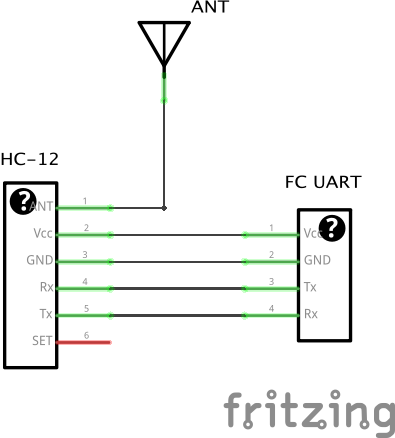 ANT
HC-12
FC UART
ANT 1
Vcc 2
GND 3
Rx 4
Tx 5
SET 6
1 Vcc
2 GND
3 Tx
4 Rx
fritzing